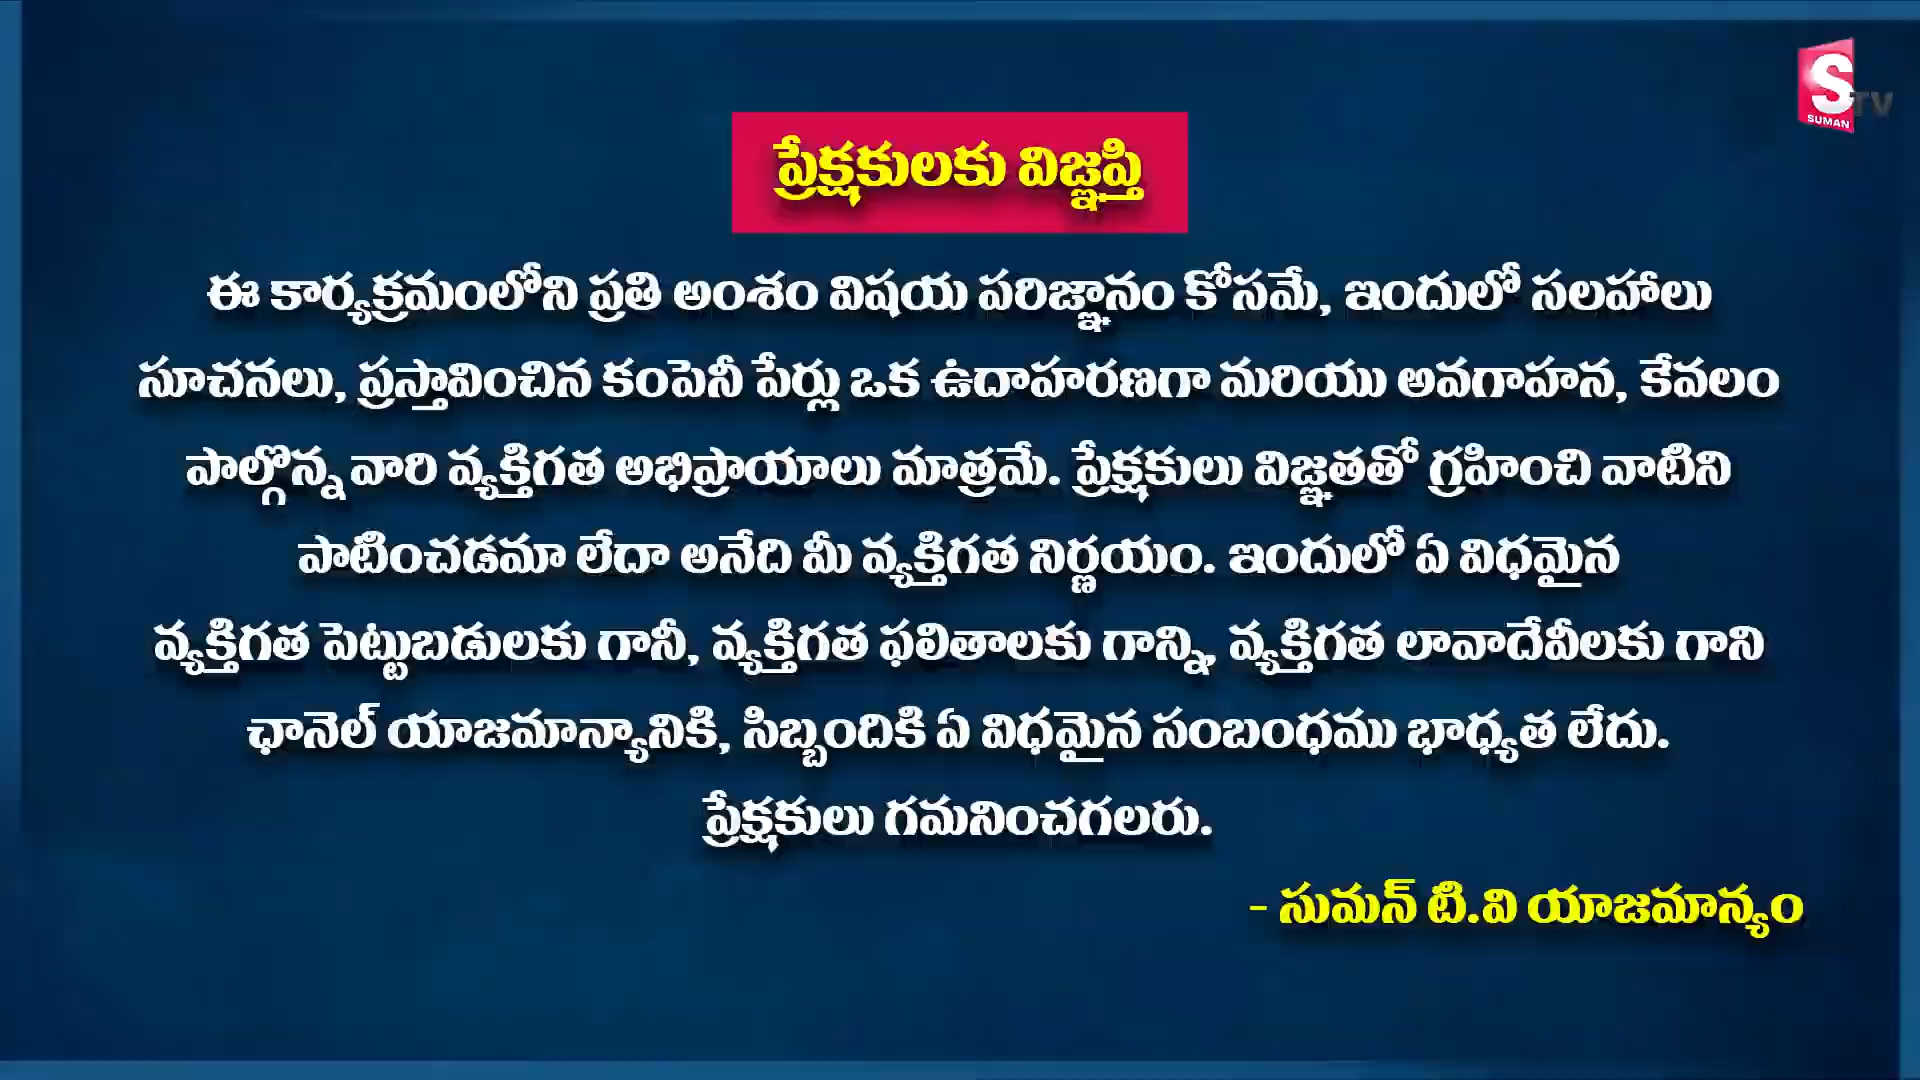 S
SUMAN
TV
ప్రేక్షకులకు విజ్ఞప్తి
ఈ కార్యక్రమంలోని ప్రతి అంశం విషయ పరిజ్ఞానం కోసమే, ఇందులో సలహాలు
సూచనలు, ప్రస్తావించిన కంపెనీ పేర్లు ఒక ఉదాహరణగా మరియు అవగాహన, కేవలం
పాల్గొన్న వారి వ్యక్తిగత అభిప్రాయాలు మాత్రమే. ప్రేక్షకులు విజ్ఞతతో గ్రహించి వాటిని
పాటించడమా లేదా అనేది మీ వ్యక్తిగత నిర్ణయం. ఇందులో ఏ విధమైన
వ్యక్తిగత పెట్టుబడులకు గానీ, వ్యక్తిగత ఫలితాలకు గాన్ని, వ్యక్తిగత లావాదేవీలకు గాని
ఛానెల్ యాజమాన్యానికి, సిబ్బందికి ఏ విధమైన సంబంధము భాధ్యత లేదు.
ప్రేక్షకులు గమనించగలరు.
- సుమన్ టి.వి యాజమాన్యం